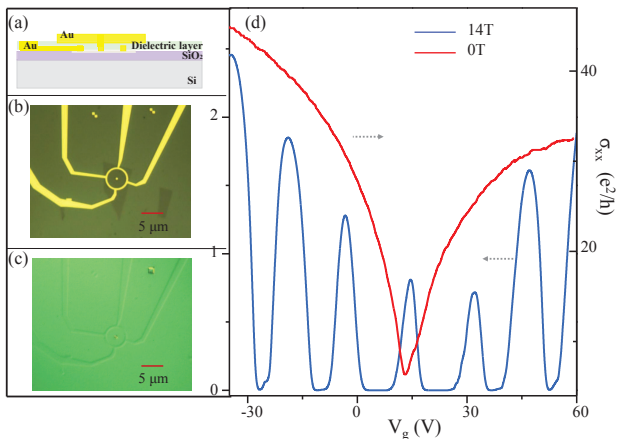 (a)
Au
Au
Dielectric layer
SiO₂
Si
(b)
5 μm
(c)
5 μm
(d)
14T
0T
2
1
0
40
20
σxx (e²/h)
-30
0
30
60
Vg (V)